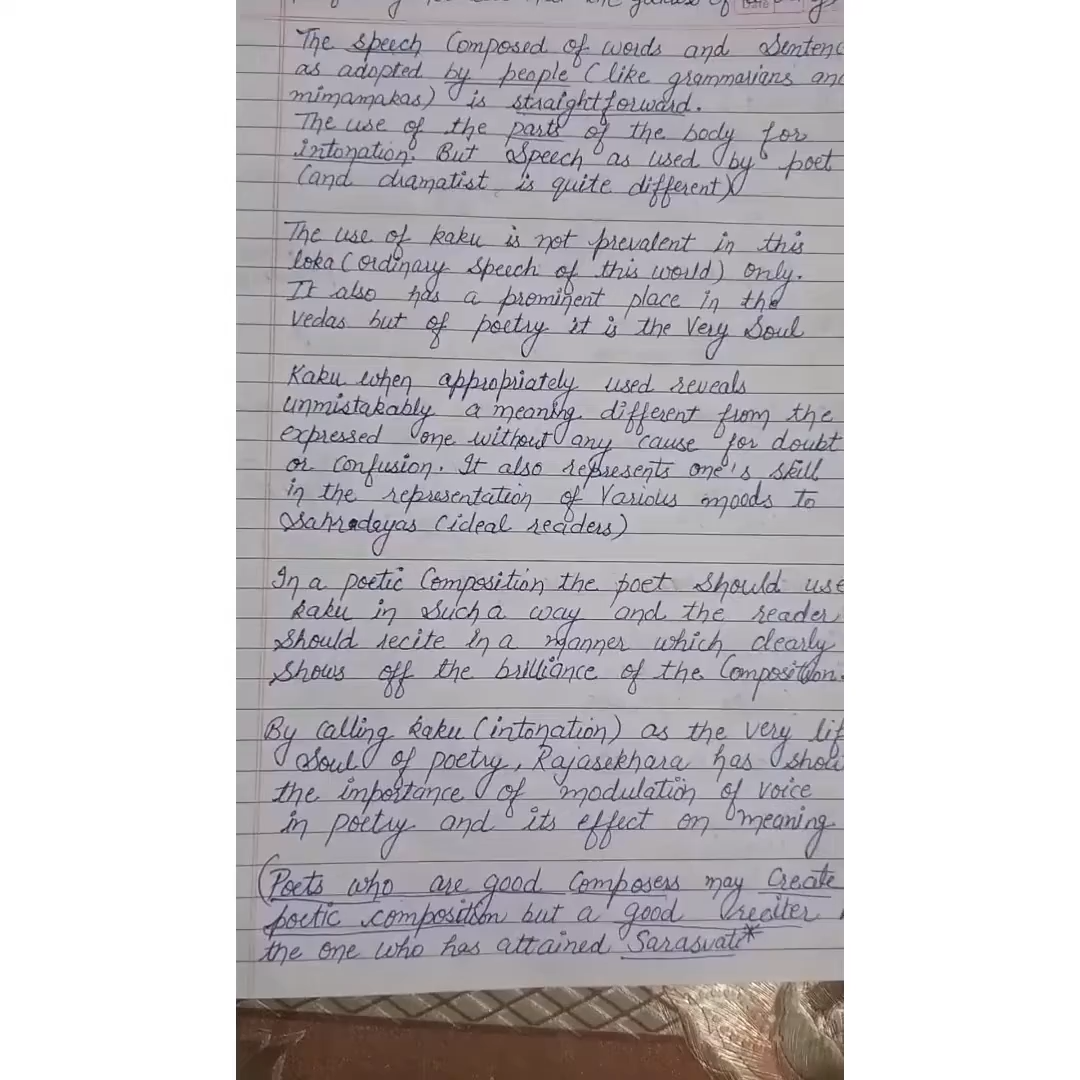 The speech Composed of words and Sentenc
as adopted by people (like grammarians and
mimamakas) is straightforward.
The use of the parts of the body for
intonation. But Speech as used by poet
(and dramatist is quite different)
The use of kaku is not prevalent in this
loka (ordinary speech of this world) only.
It also has a prominent place in the
vedas but of poetry it is the Very Soul
Kaku when appropriately used reveals
unmistakably a meaning different from the
expressed one without any cause for doubt
or Confusion. It also represents one's skill
in the representation of Various moods to
Sahradayas (ideal readers)
In a poetic Composition the poet should use
kaku in such a way and the reader
should recite in a manner which clearly
shows off the brilliance of the Composition.
By Calling kaku (intonation) as the very lif
Soul of poetry, Rajasekhara has show
the importance of modulation of voice
in poetry and its effect on meaning
(Poets who are good Composers may Create
poetic composition but a good reciter
the one who has attained Sarasvati*